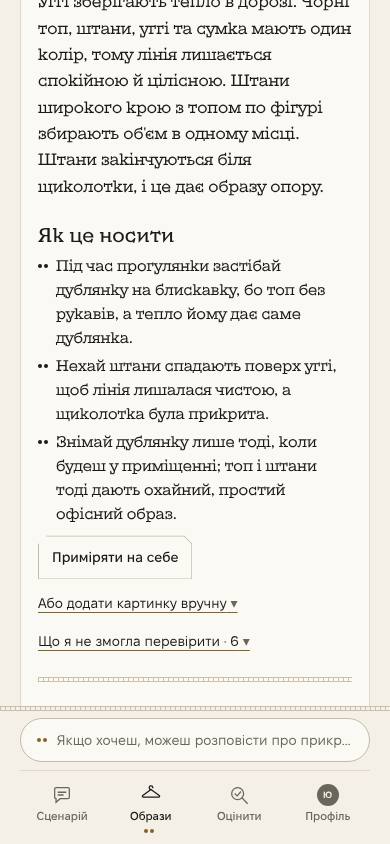 Уггі зберігають тепло в дорозі. Чорні
топ, штани, уггі та сумка мають один
колір, тому лінія лишається
спокійною й цілісною. Штани
широкого крою з топом по фігурі
збирають об'єм в одному місці.
Штани закінчуються біля
щиколотки, і це дає образу опору.
Як це носити
•• Під час прогулянки застібай
дублянку на блискавку, бо топ без
рукавів, а тепло йому дає саме
дублянка.
•• Нехай штани спадають поверх уггі,
щоб лінія лишалася чистою, а
щиколотка була прикрита.
•• Знімай дублянку лише тоді, коли
будеш у приміщенні; топ і штани
тоді дають охайний, простий
офісний образ.
Приміряти на себе
Або додати картинку вручну ▾
Що я не змогла перевірити · 6 ▾
•• Якщо хочеш, можеш розповісти про прикр...
Сценарій Образи Оцінити Ю Профіль